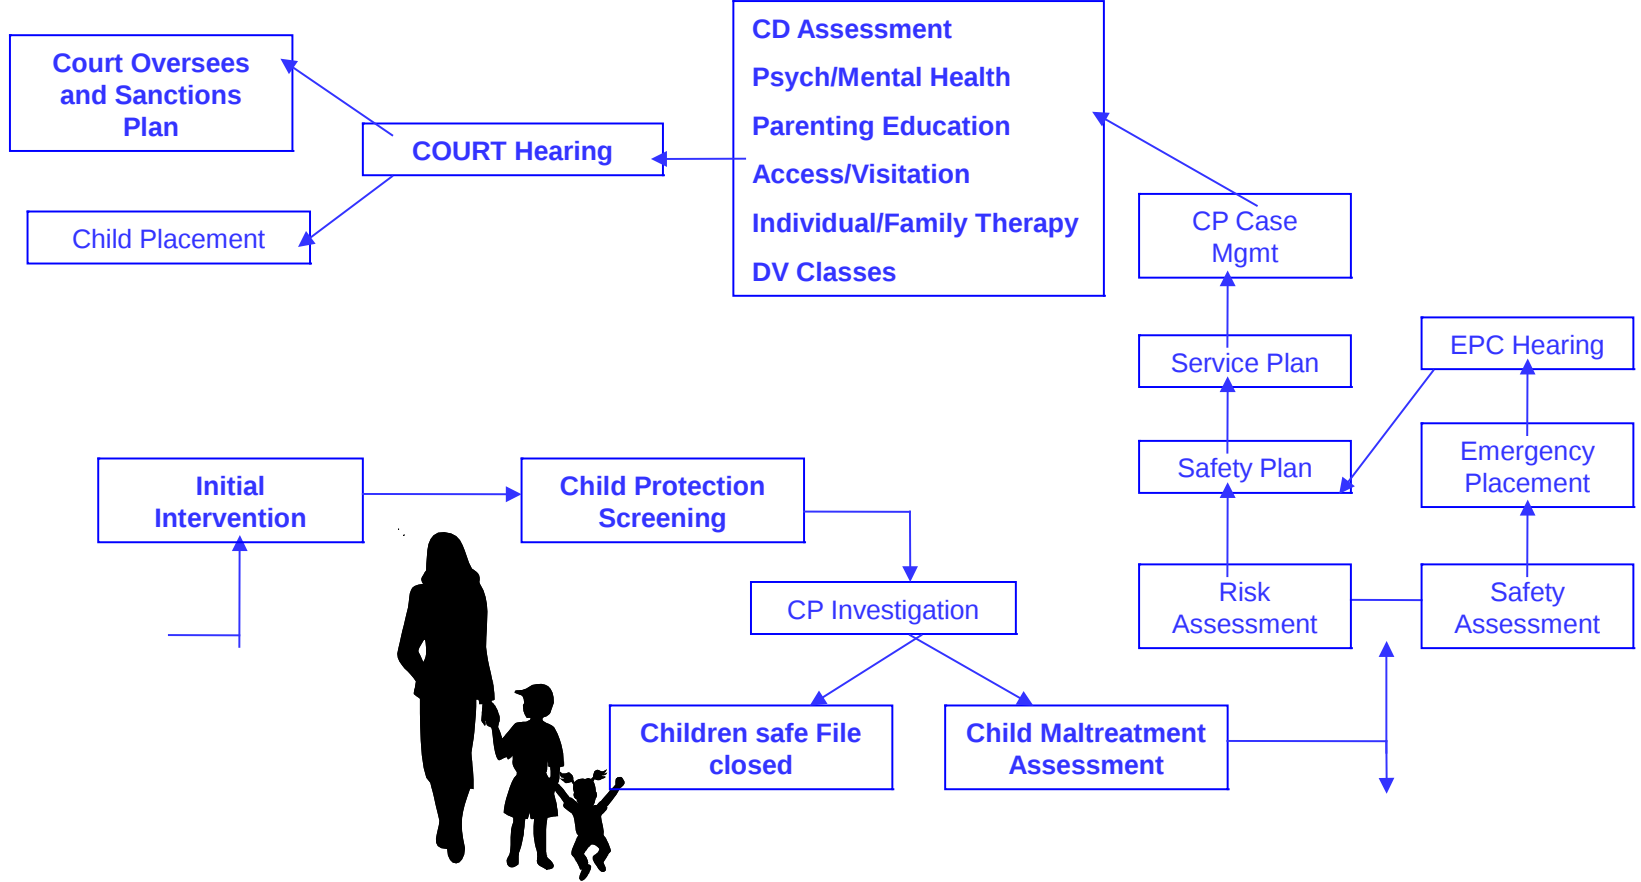 Court Oversees
and Sanctions
Plan
COURT Hearing
Child Placement
CD Assessment
Psych/Mental Health
Parenting Education
Access/Visitation
Individual/Family Therapy
DV Classes
CP Case
Mgmt
Service Plan
EPC Hearing
Safety Plan
Emergency
Placement
Initial
Intervention
Child Protection
Screening
CP Investigation
Risk
Assessment
Safety
Assessment
Children safe File
closed
Child Maltreatment
Assessment